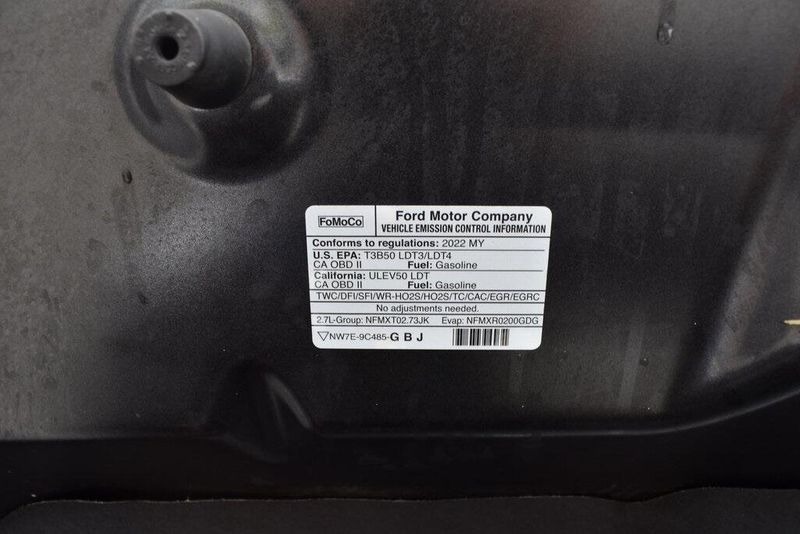 FoMoCo
Ford Motor Company
VEHICLE EMISSION CONTROL INFORMATION
Conforms to regulations: 2022 MY
U.S. EPA: T3B50 LDT3/LDT4
CA OBD II Fuel: Gasoline
California: ULEV50 LDT
CA OBD II Fuel: Gasoline
TWC/DFI/SFI/WR-HO2S/HO2S/TC/CAC/EGR/EGRC
No adjustments needed.
2.7L-Group: NFMXT02.73JK Evap: NFMXR0200GDG
NW7E-9C485-G B J